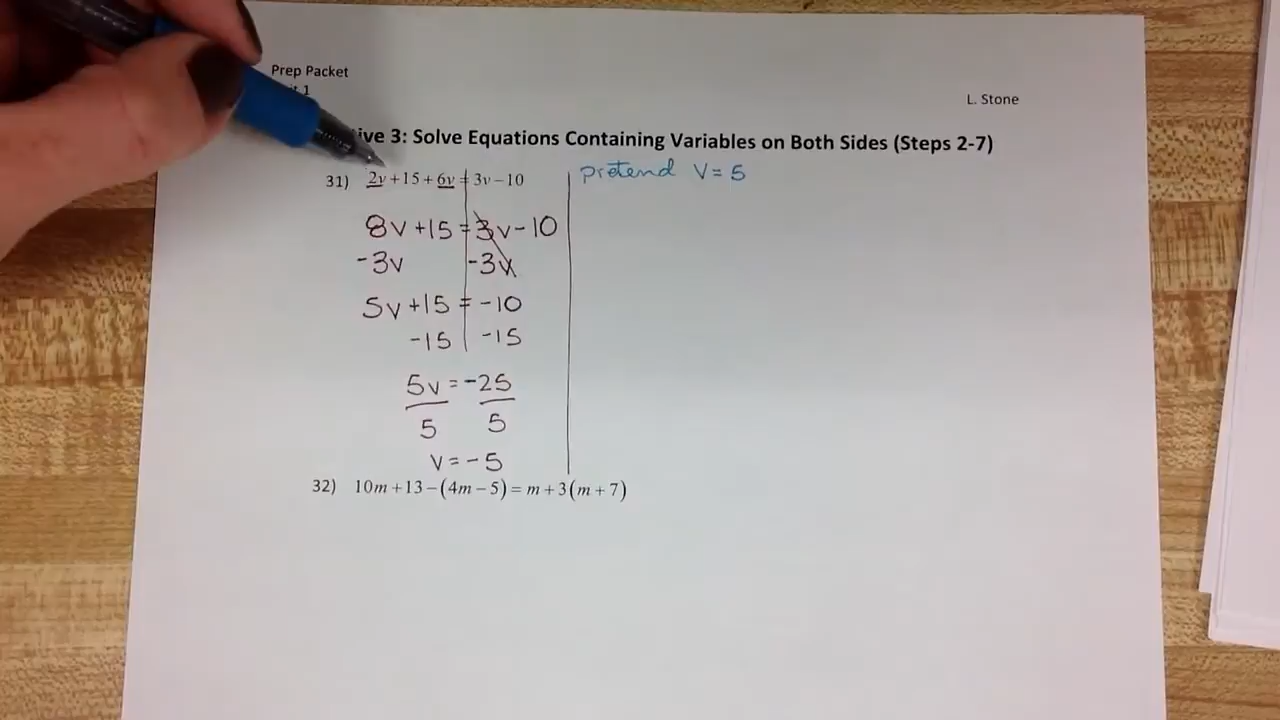 Prep Packet
1
L. Stone
ive 3: Solve Equations Containing Variables on Both Sides (Steps 2-7)
31) 2v + 15 + 6v = 3v − 10
pretend v = 5
8v + 15 = 3v - 10
-3v -3v
5v + 15 = -10
-15 -15
5v = -25
5 5
v = -5
32) 10m + 13 − (4m − 5) = m + 3(m + 7)